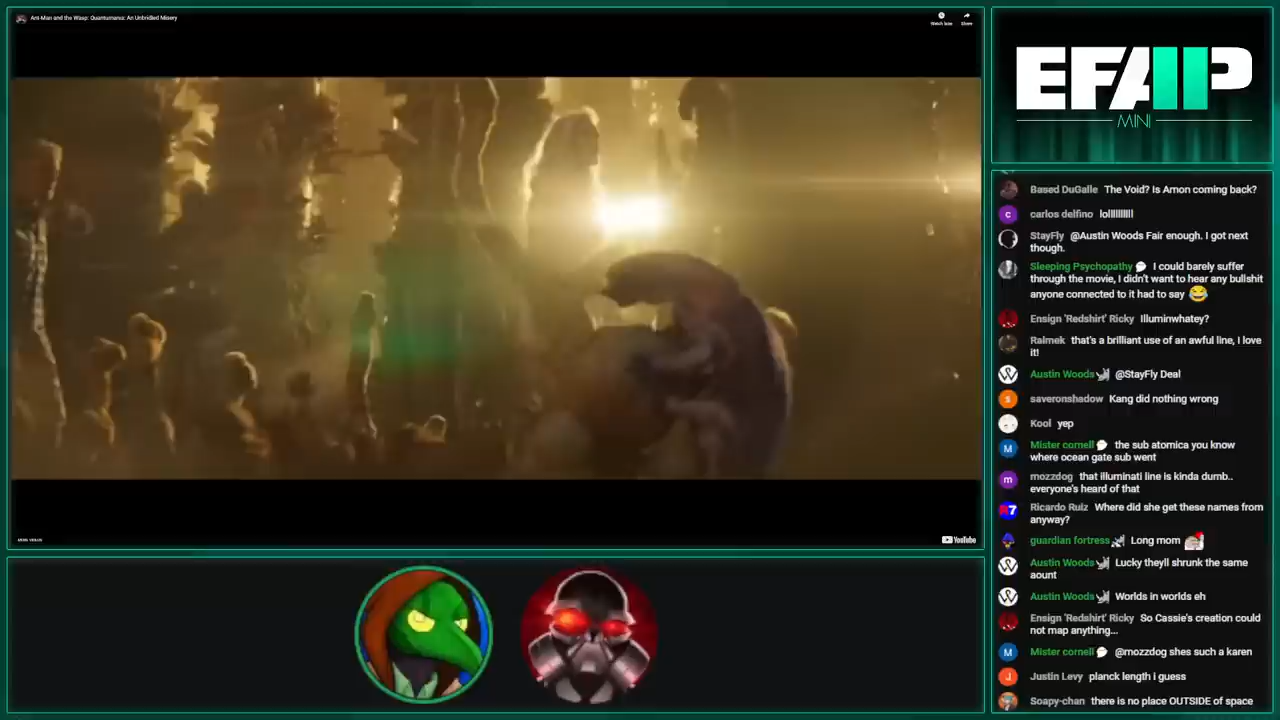 Ant-Man and the Wasp: Quantumania: An Unbridled Misery
Watch later
Share
MORE VIDEOS
YouTube
EFAP
MINI
Based DuGalle The Void? Is Amon coming back?
carlos delfino lolllllllll
StayFly @Austin Woods Fair enough. I got next
though.
Sleeping Psychopathy I could barely suffer
through the movie, I didn't want to hear any bullshit
anyone connected to it had to say
Ensign 'Redshirt' Ricky Illuminwhatey?
Ralmek that's a brilliant use of an awful line, I love
it!
Austin Woods @StayFly Deal
saveronshadow Kang did nothing wrong
Kool yep
Mister cornell the sub atomica you know
where ocean gate sub went
mozzdog that illuminati line is kinda dumb..
everyone's heard of that
Ricardo Ruiz Where did she get these names from
anyway?
guardian fortress Long mom
Austin Woods Lucky theyll shrunk the same
aount
Austin Woods Worlds in worlds eh
Ensign 'Redshirt' Ricky So Cassie's creation could
not map anything...
Mister cornell @mozzdog shes such a karen
Justin Levy planck length i guess
Soapy-chan there is no place OUTSIDE of space